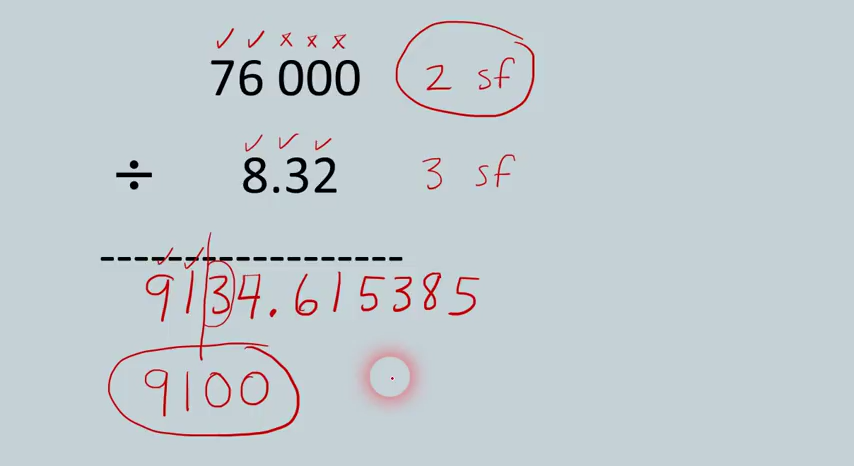 ✓ ✓ × × ×
76 000 2 sf
✓ ✓ ✓
÷ 8.32 3 sf
------------------
✓ ✓
9134.615385
9100